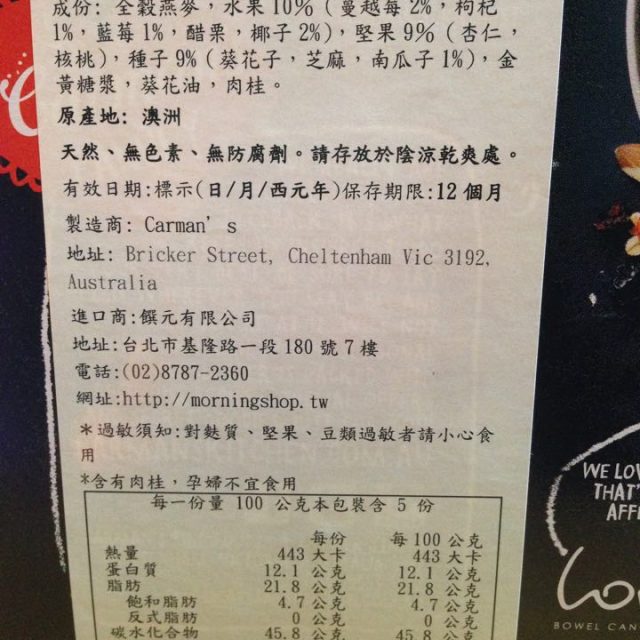 成份: 全穀燕麥，水果 10%（蔓越莓 2%，枸杞
1%，藍莓 1%，醋栗，椰子 2%），堅果 9%（杏仁，
核桃），種子 9%（葵花子，芝麻，南瓜子 1%），金
黃糖漿，葵花油，肉桂。
原產地: 澳洲
天然、無色素、無防腐劑。請存放於陰涼乾爽處。
有效日期:標示(日/月/西元年)保存期限:12 個月
製造商: Carman's
地址: Bricker Street, Cheltenham Vic 3192,
Australia
進口商:饌元有限公司
地址:台北市基隆路一段 180 號 7 樓
電話:(02)8787-2360
網址:http://morningshop.tw
*過敏須知:對麩質、堅果、豆類過敏者請小心食
用
*含有肉桂，孕婦不宜食用
每一份量 100 公克本包裝含 5 份
每份 每 100 公克
熱量 443 大卡 443 大卡
蛋白質 12.1 公克 12.1 公克
脂肪 21.8 公克 21.8 公克
飽和脂肪 4.7 公克 4.7 公克
反式脂肪 0 公克 0 公克
碳水化合物 45.8 公克 45.8 公克
WE LOV
THAT'
AFFE
BOWEL CAN